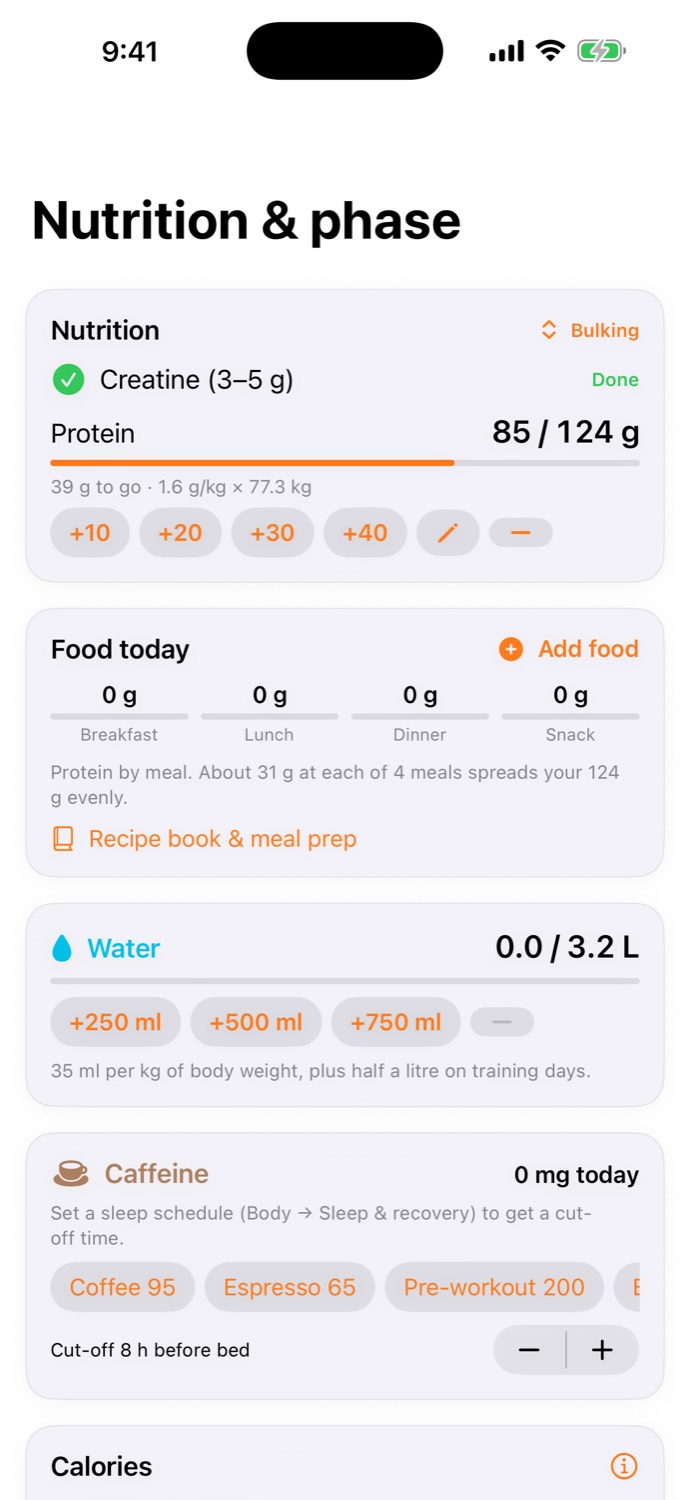 9:41
Nutrition & phase
Nutrition
Bulking
Creatine (3–5 g)
Done
Protein
85 / 124 g
39 g to go · 1.6 g/kg × 77.3 kg
+10
+20
+30
+40
Food today
Add food
0 g
0 g
0 g
0 g
Breakfast
Lunch
Dinner
Snack
Protein by meal. About 31 g at each of 4 meals spreads your 124
g evenly.
Recipe book & meal prep
Water
0.0 / 3.2 L
+250 ml
+500 ml
+750 ml
35 ml per kg of body weight, plus half a litre on training days.
Caffeine
0 mg today
Set a sleep schedule (Body → Sleep & recovery) to get a cut-
off time.
Coffee 95
Espresso 65
Pre-workout 200
Cut-off 8 h before bed
Calories